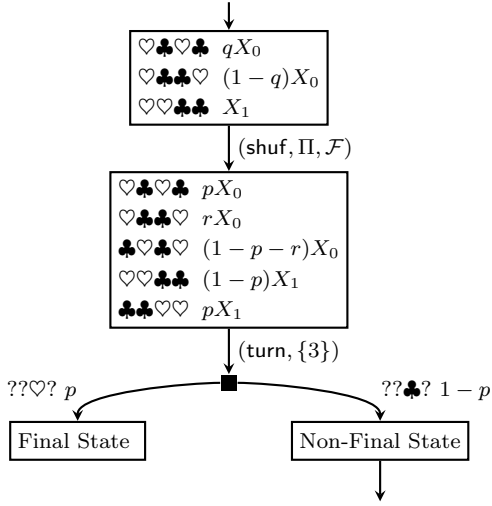 ♡♣♡♣ qX₀
♡♣♣♡ (1 − q)X₀
♡♡♣♣ X₁
(shuf, Π, ℱ)
♡♣♡♣ pX₀
♡♣♣♡ rX₀
♣♡♣♡ (1 − p − r)X₀
♡♡♣♣ (1 − p)X₁
♣♣♡♡ pX₁
(turn, {3})
??♡? p
??♣? 1 − p
Final State
Non-Final State